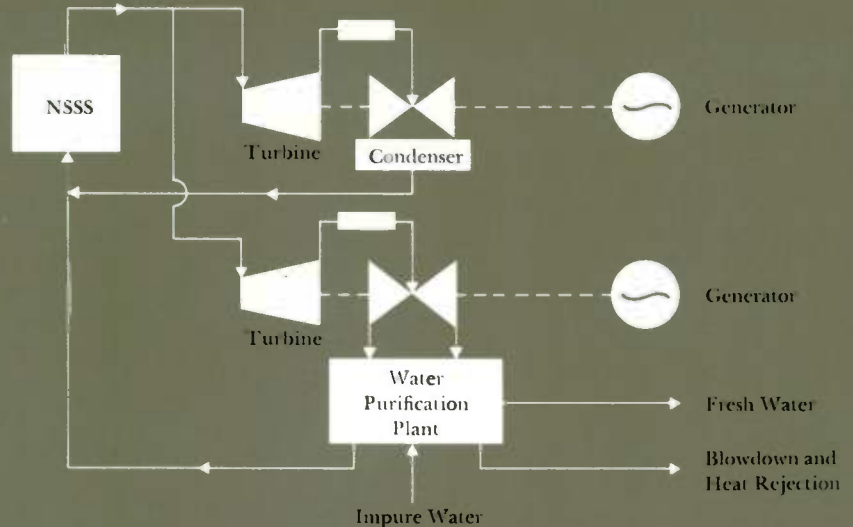 NSSS
Generator
Turbine
Condenser
Generator
Turbine
Water
Purification
Plant
Fresh Water
Blowdown and
Heat Rejection
Impure Water